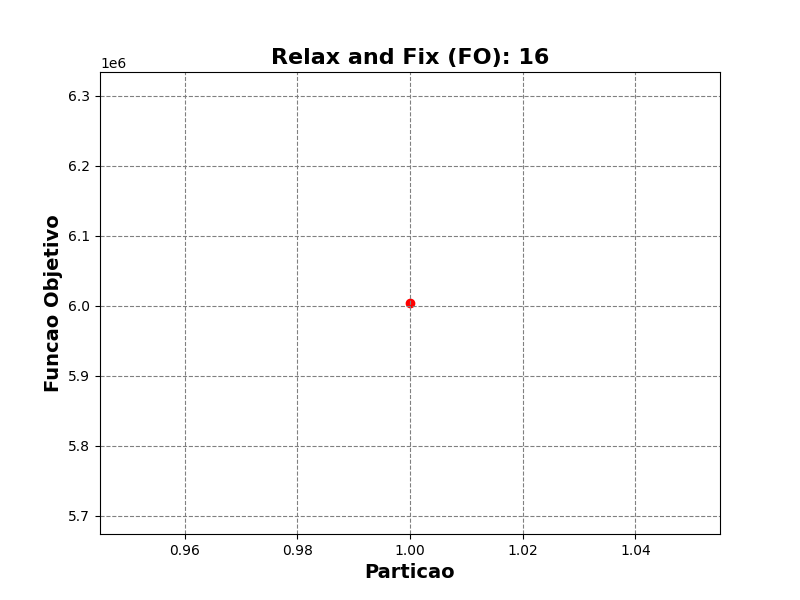 Relax and Fix (FO): 16
1e6
6.3
6.2
6.1
6.0
5.9
5.8
5.7
Funcao Objetivo
0.96 0.98 1.00 1.02 1.04
Particao